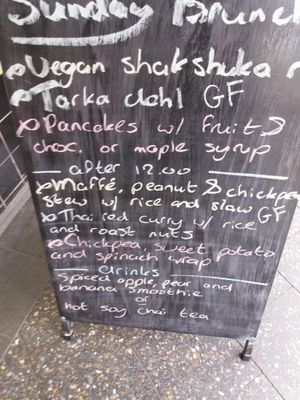 Sunday Brunch
Vegan shakshuka
Tarka dahl GF
Pancakes w/ fruit &
choc. or maple syrup
after 12.00
Maffé, peanut & chickpea
stew w/ rice and slaw GF
Thai red curry w/ rice
and roast nuts
Chickpea, sweet potato
and spinach wrap
drinks
Spiced apple, pear and
banana smoothie
or
hot soy chai tea